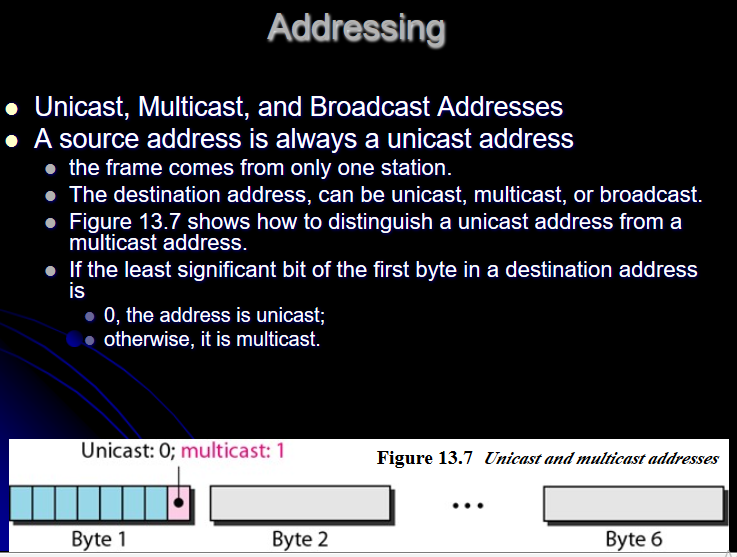 Addressing
Unicast, Multicast, and Broadcast Addresses
A source address is always a unicast address
the frame comes from only one station.
The destination address, can be unicast, multicast, or broadcast.
Figure 13.7 shows how to distinguish a unicast address from a
multicast address.
If the least significant bit of the first byte in a destination address
is
0, the address is unicast;
otherwise, it is multicast.
Unicast: 0; multicast: 1
Figure 13.7 Unicast and multicast addresses
...
Byte 1
Byte 2
Byte 6